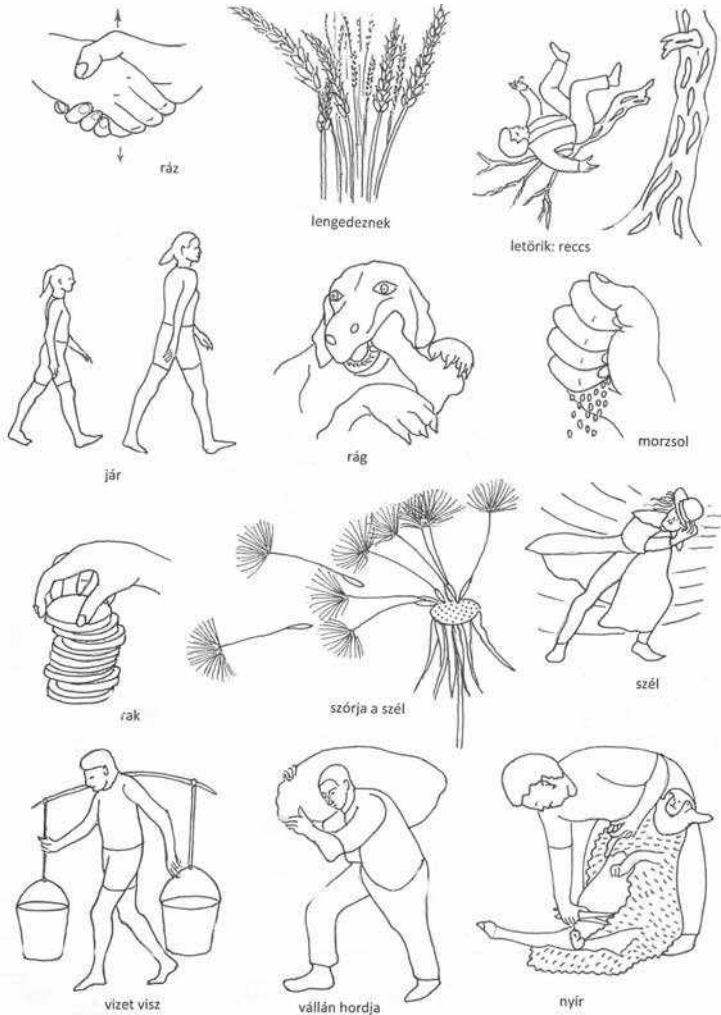 ráz
lengedeznek
letörik: reccs
jár
rág
morzsol
rak
szórja a szél
szél
vizet visz
vállán hordja
nyír